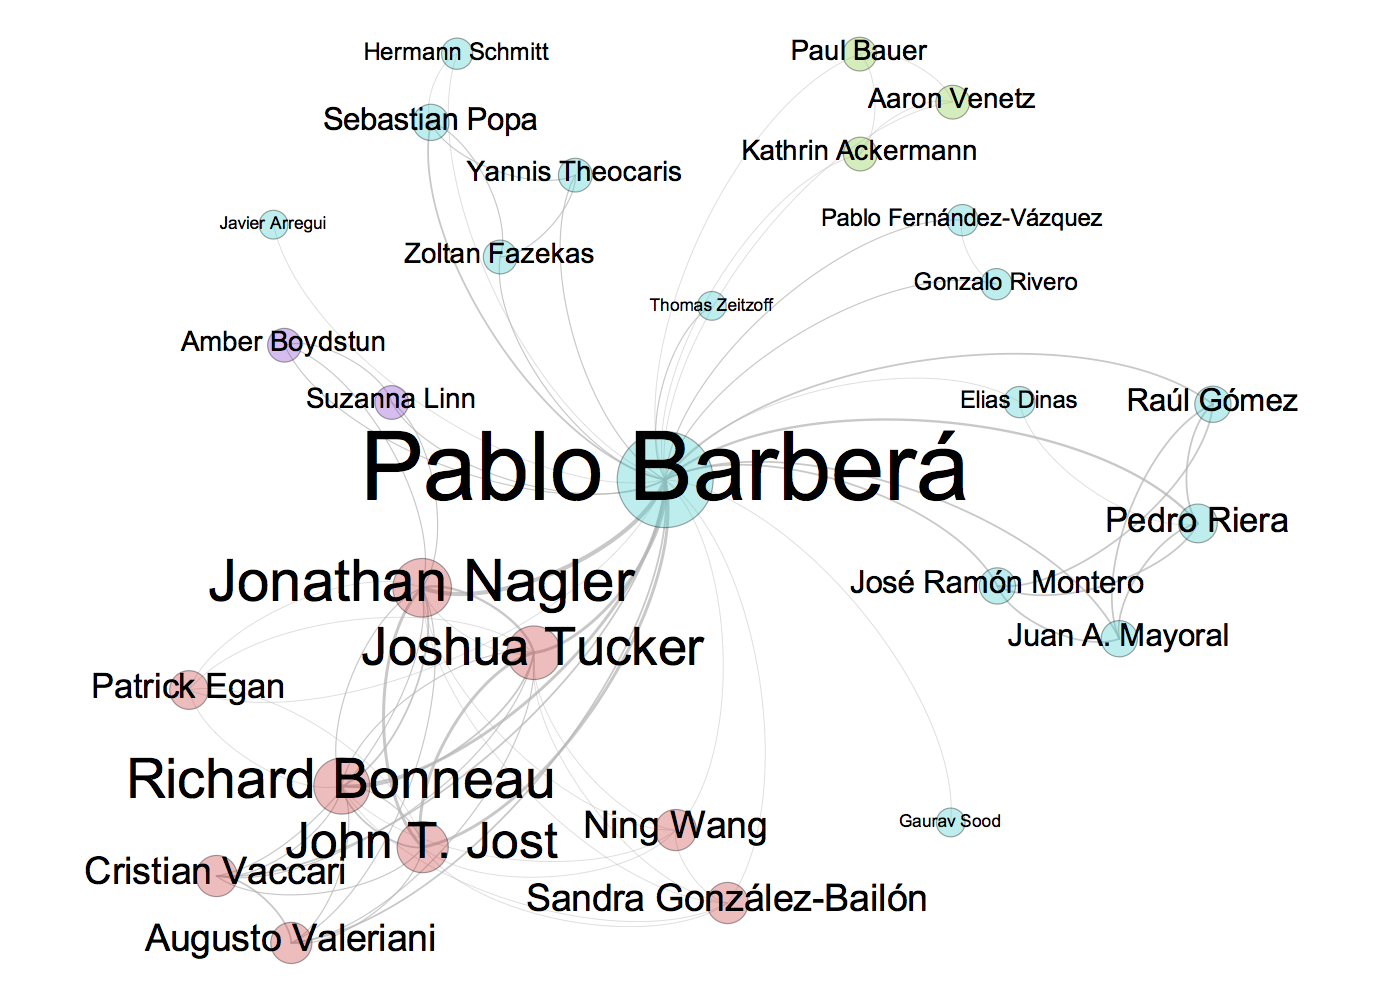 Hermann Schmitt
Paul Bauer
Aaron Venetz
Sebastian Popa
Kathrin Ackermann
Yannis Theocaris
Javier Arregui
Pablo Fernández-Vázquez
Zoltan Fazekas
Gonzalo Rivero
Thomas Zeitzoff
Amber Boydstun
Suzanna Linn
Elias Dinas
Raúl Gómez
Pablo Barberá
Pedro Riera
Jonathan Nagler
José Ramón Montero
Juan A. Mayoral
Joshua Tucker
Patrick Egan
Richard Bonneau
Ning Wang
Gaurav Sood
John T. Jost
Cristian Vaccari
Sandra González-Bailón
Augusto Valeriani